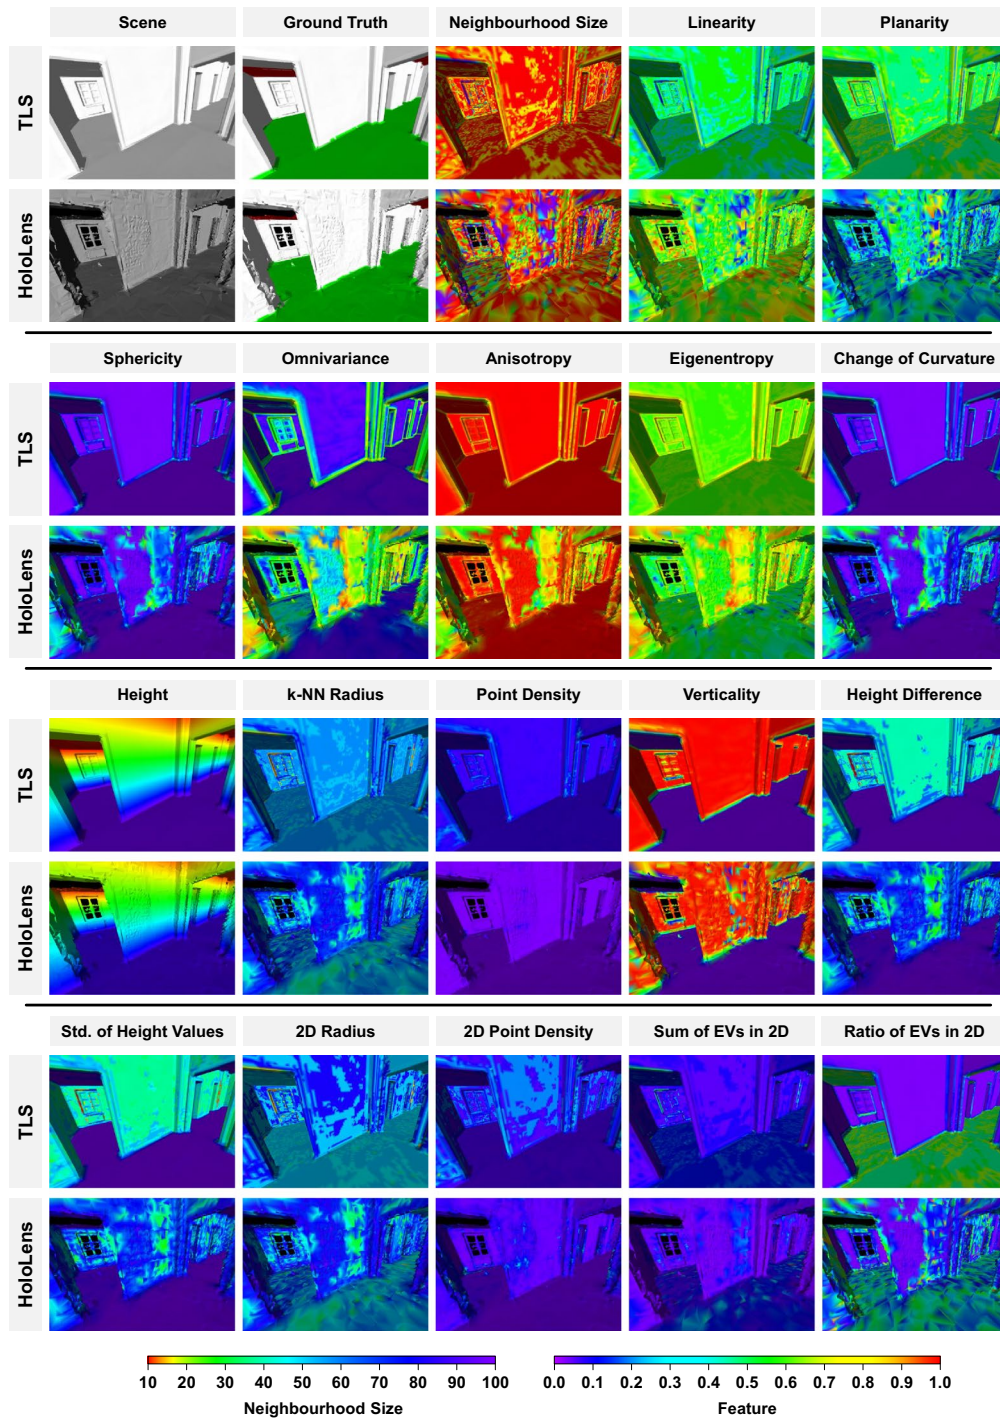 Scene Ground Truth Neighbourhood Size Linearity Planarity
TLS
HoloLens
Sphericity Omnivariance Anisotropy Eigenentropy Change of Curvature
TLS
HoloLens
Height k-NN Radius Point Density Verticality Height Difference
TLS
HoloLens
Std. of Height Values 2D Radius 2D Point Density Sum of EVs in 2D Ratio of EVs in 2D
TLS
HoloLens
10 20 30 40 50 60 70 80 90 100
Neighbourhood Size
0.0 0.1 0.2 0.3 0.4 0.5 0.6 0.7 0.8 0.9 1.0
Feature